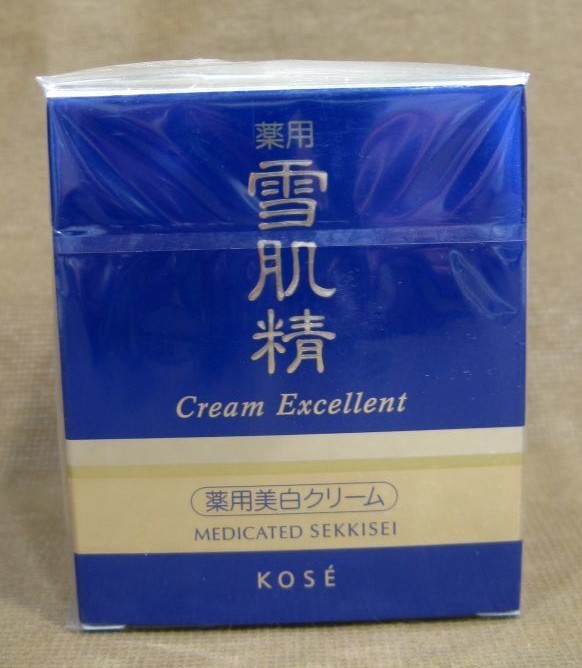 薬用
雪肌精
Cream Excellent
薬用美白クリーム
MEDICATED SEKKISEI
KOSÉ